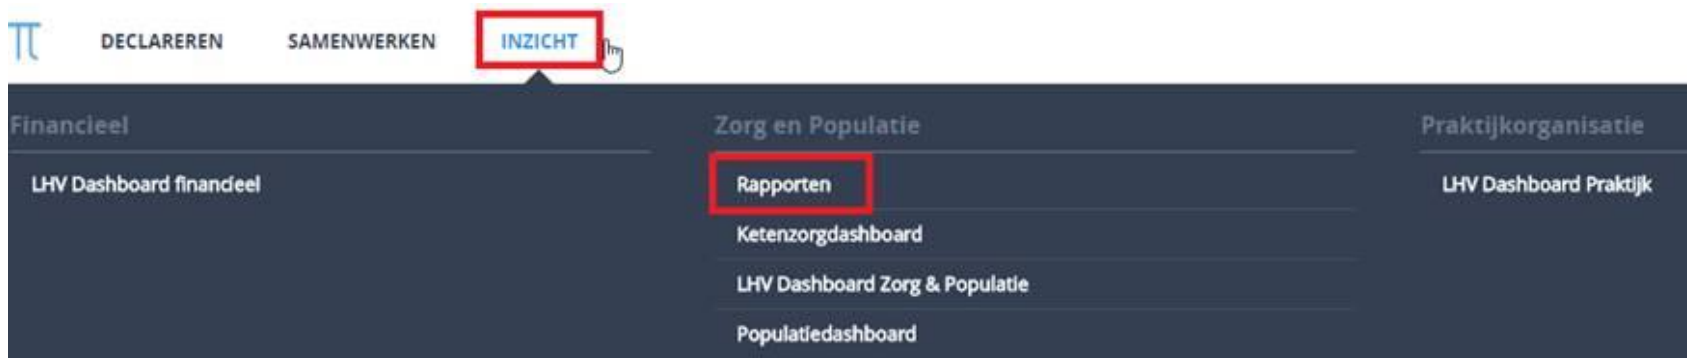 π DECLAREREN SAMENWERKEN INZICHT
Financieel
LHV Dashboard financieel
Zorg en Populatie
Rapporten
Ketenzorgdashboard
LHV Dashboard Zorg & Populatie
Populatiedashboard
Praktijkorganisatie
LHV Dashboard Praktijk